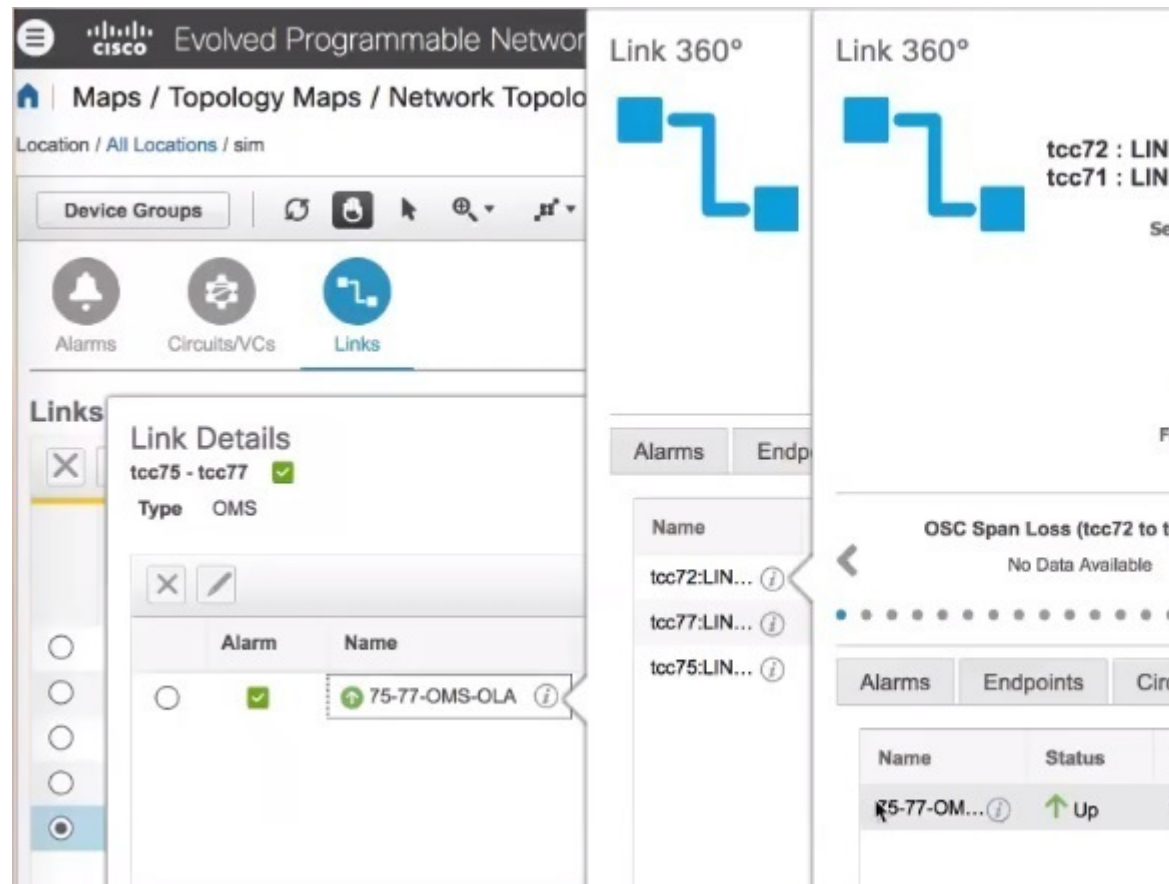 CISCO Evolved Programmable Networ
Maps / Topology Maps / Network Topolo
Location / All Locations / sim
Device Groups
Alarms Circuits/VCs Links
Links
Link Details
tcc75 - tcc77
Type OMS
Alarm Name
75-77-OMS-OLA
Link 360°
Alarms Endp
Name
tcc72:LIN...
tcc77:LIN...
tcc75:LIN...
Link 360°
tcc72 : LIN
tcc71 : LIN
Se
F
OSC Span Loss (tcc72 to t
No Data Available
Alarms Endpoints Circ
Name Status
75-77-OM... Up